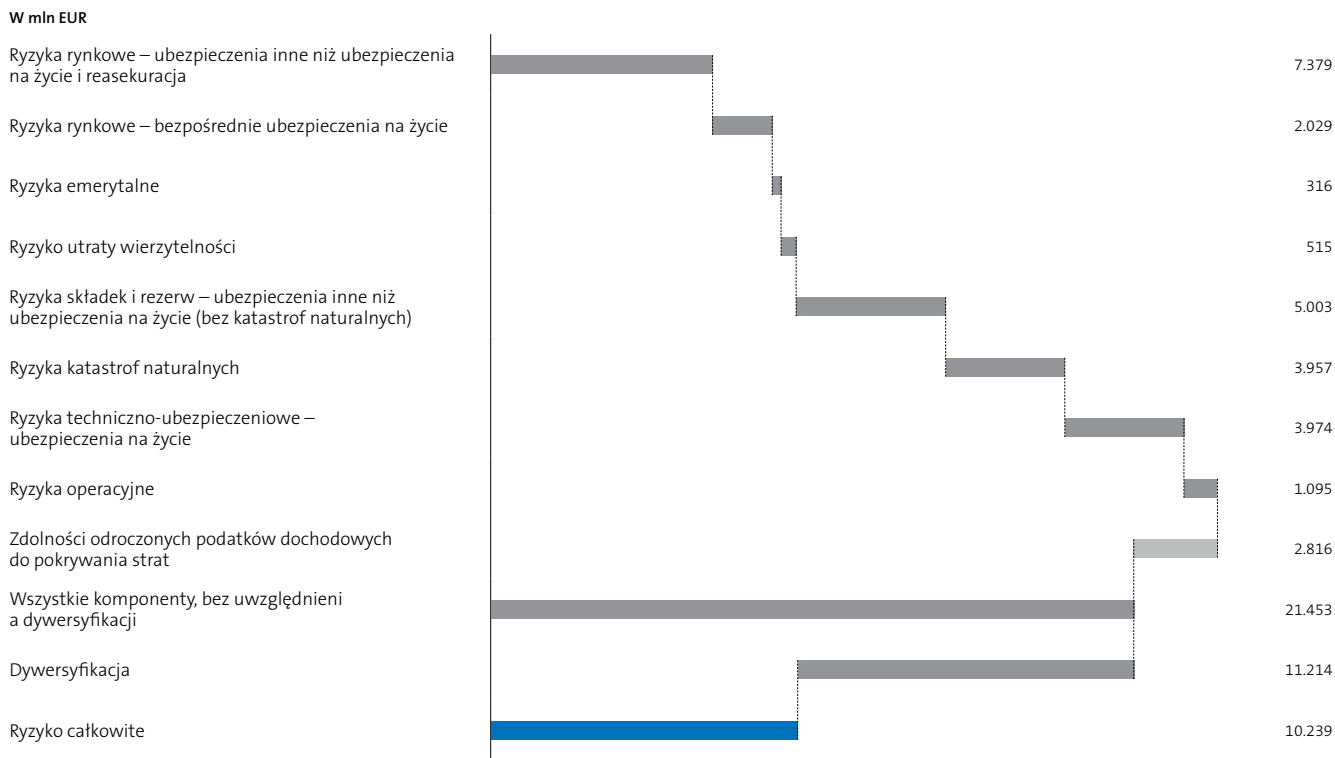 W mln EUR
Ryzyka rynkowe – ubezpieczenia inne niż ubezpieczenia
na życie i reasekuracja
7.379
Ryzyka rynkowe – bezpośrednie ubezpieczenia na życie
2.029
Ryzyka emerytalne
316
Ryzyko utraty wierzytelności
515
Ryzyka składek i rezerw – ubezpieczenia inne niż
ubezpieczenia na życie (bez katastrof naturalnych)
5.003
Ryzyka katastrof naturalnych
3.957
Ryzyka techniczno-ubezpieczeniowe –
ubezpieczenia na życie
3.974
Ryzyka operacyjne
1.095
Zdolności odroczonych podatków dochodowych
do pokrywania strat
2.816
Wszystkie komponenty, bez uwzględnieni
a dywersyfikacji
21.453
Dywersyfikacja
11.214
Ryzyko całkowite
10.239